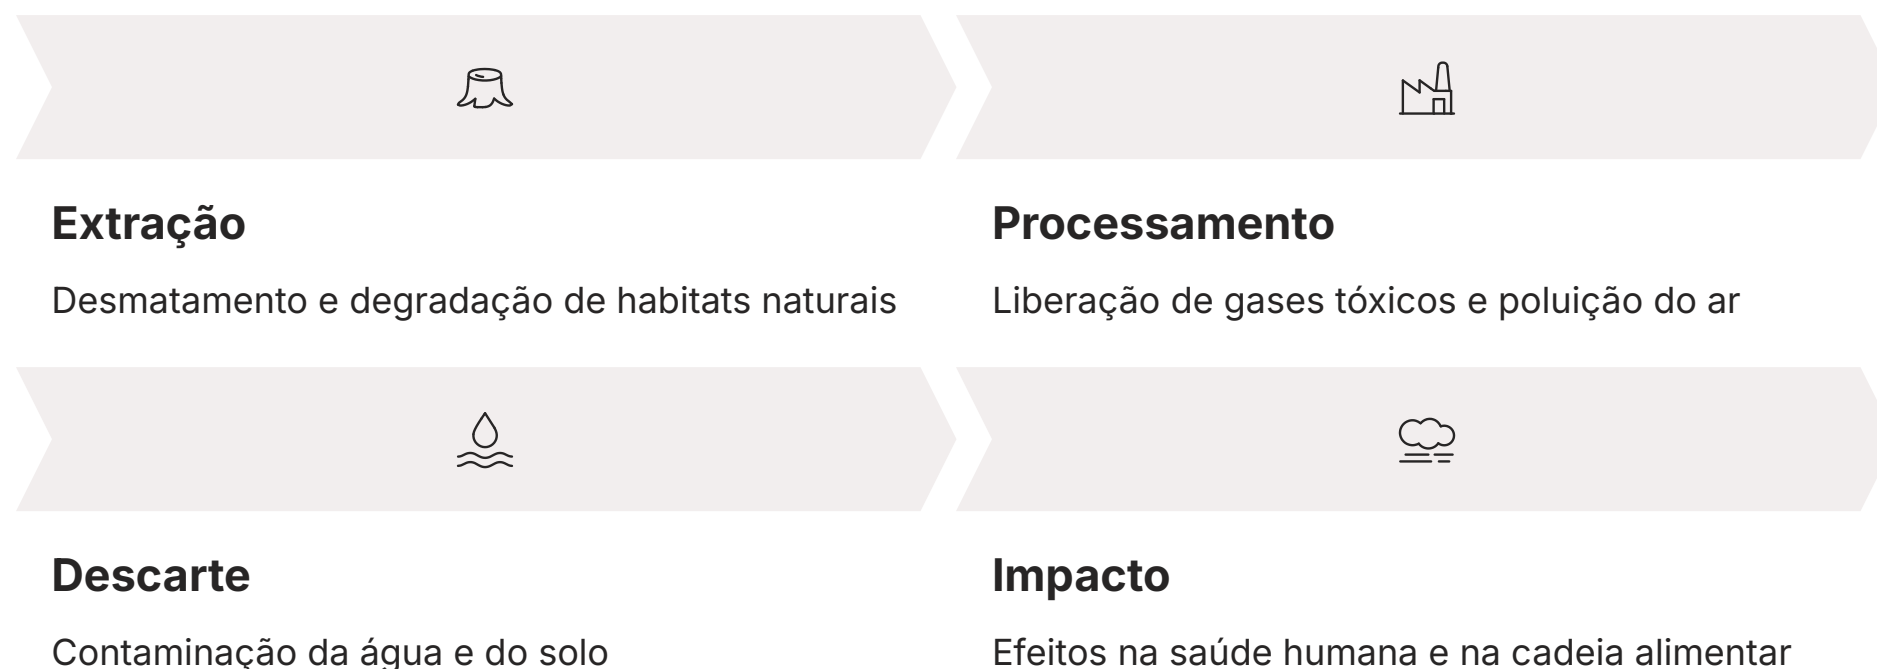 Extração
Desmatamento e degradação de habitats naturais
Processamento
Liberação de gases tóxicos e poluição do ar
Descarte
Contaminação da água e do solo
Impacto
Efeitos na saúde humana e na cadeia alimentar